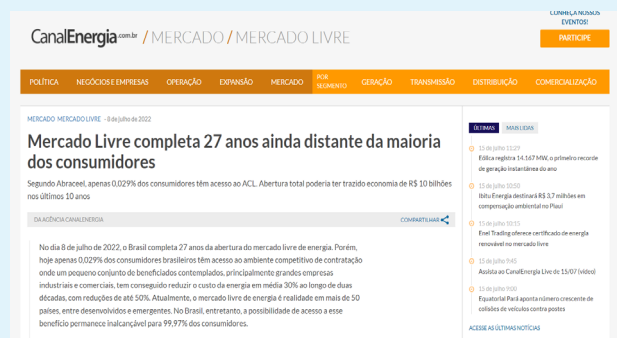 CONHEÇA NOSSOS
EVENTOS!
CanalEnergia.com.br / MERCADO / MERCADO LIVRE
PARTICIPE
POLÍTICA NEGÓCIOS E EMPRESAS OPERAÇÃO EXPANSÃO MERCADO POR SEGMENTO GERAÇÃO TRANSMISSÃO DISTRIBUIÇÃO COMERCIALIZAÇÃO
MERCADO MERCADO LIVRE - 8 de julho de 2022
Mercado Livre completa 27 anos ainda distante da maioria
dos consumidores
Segundo Abraceel, apenas 0,029% dos consumidores têm acesso ao ACL. Abertura total poderia ter trazido economia de R$ 10 bilhões
nos últimos 10 anos
DA AGÊNCIA CANALENERGIA COMPARTILHAR
No dia 8 de julho de 2022, o Brasil completa 27 anos da abertura do mercado livre de energia. Porém,
hoje apenas 0,029% dos consumidores brasileiros têm acesso ao ambiente competitivo de contratação
onde um pequeno conjunto de beneficiados contemplados, principalmente grandes empresas
industriais e comerciais, tem conseguido reduzir o custo da energia em média 30% ao longo de duas
décadas, com reduções de até 50%. Atualmente, o mercado livre de energia é realidade em mais de 50
países, entre desenvolvidos e emergentes. No Brasil, entretanto, a possibilidade de acesso a esse
benefício permanece inalcançável para 99,97% dos consumidores.
ÚLTIMAS MAIS LIDAS
15 de julho 11:29
Eólica registra 14.167 MW, o primeiro recorde
de geração instantânea do ano
15 de julho 10:50
Ibitu Energia destinará R$ 3,7 milhões em
compensação ambiental no Piauí
15 de julho 10:15
Enel Trading oferece certificado de energia
renovável no mercado livre
15 de julho 9:45
Assista ao CanalEnergia Live de 15/07 (vídeo)
15 de julho 9:00
Equatorial Pará aponta número crescente de
colisões de veículos contra postes
ACESSE AS ÚLTIMAS NOTÍCIAS